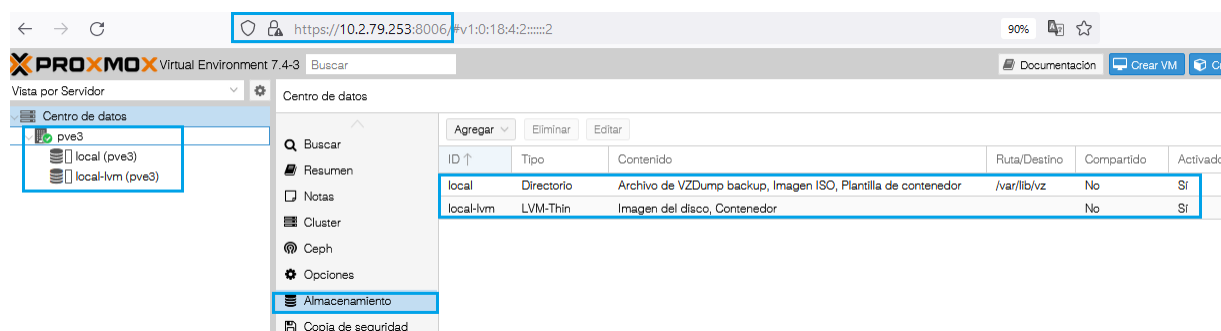 https://10.2.79.253:8006/#v1:0:18:4:2::::::2
90%
PROXMOX Virtual Environment 7.4-3 Buscar
Documentación
Crear VM
Vista por Servidor
Centro de datos
Centro de datos
pve3
local (pve3)
local-lvm (pve3)
Buscar
Resumen
Notas
Cluster
Ceph
Opciones
Almacenamiento
Copia de seguridad
Agregar Eliminar Editar
ID Tipo Contenido Ruta/Destino Compartido Activado
local Directorio Archivo de VZDump backup, Imagen ISO, Plantilla de contenedor /var/lib/vz No Sí
local-lvm LVM-Thin Imagen del disco, Contenedor No Sí